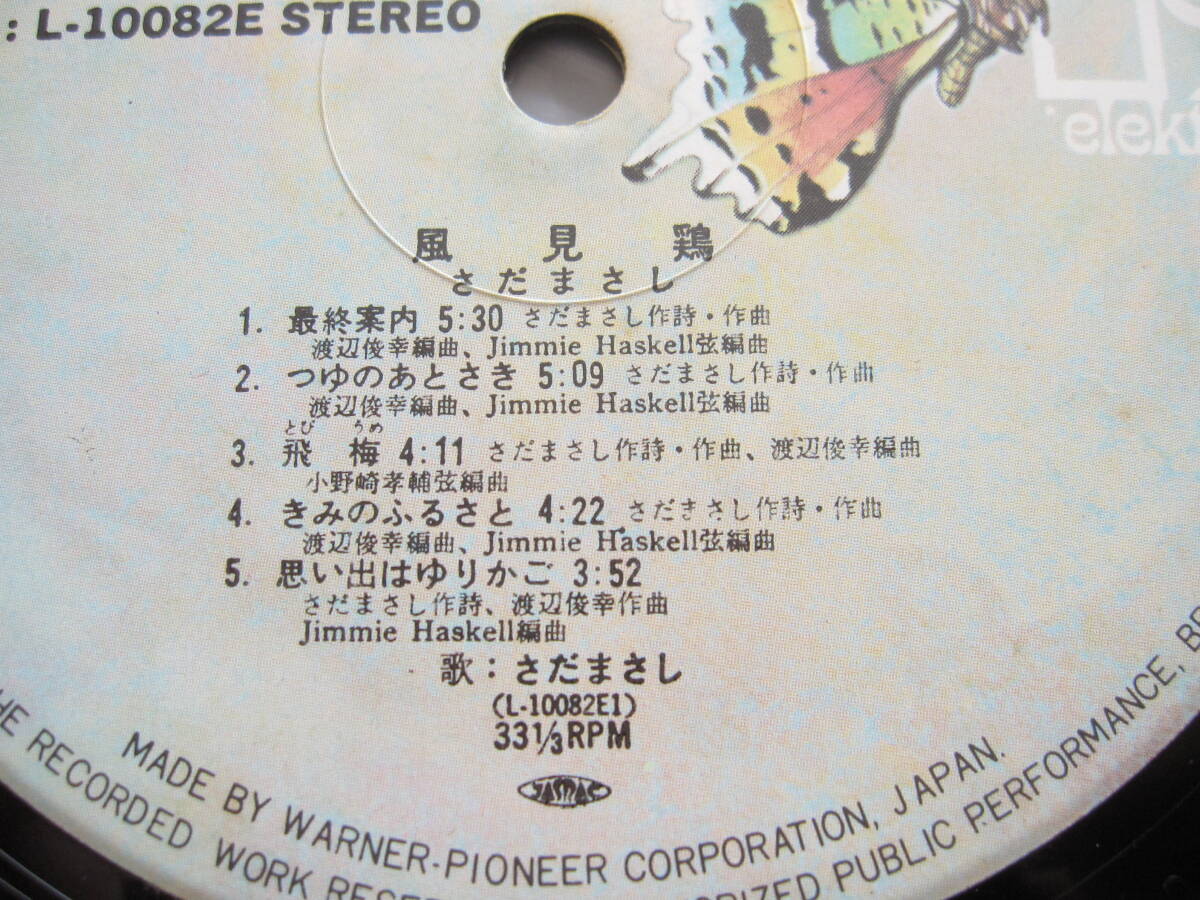 : L-10082E STEREO
elek
風見鶏
さだまさし
1. 最終案内 5:30 さだまさし作詩・作曲
渡辺俊幸編曲、Jimmie Haskell弦編曲
2. つゆのあとさき 5:09 さだまさし作詩・作曲
渡辺俊幸編曲、Jimmie Haskell弦編曲
とび うめ
3. 飛梅 4:11 さだまさし作詩・作曲、渡辺俊幸編曲
小野崎孝輔弦編曲
4. きみのふるさと 4:22 さだまさし作詩・作曲
渡辺俊幸編曲、Jimmie Haskell弦編曲
5. 思い出はゆりかご 3:52
さだまさし作詩、渡辺俊幸作曲
Jimmie Haskell編曲
歌：さだまさし
(L-10082E1)
33 1/3 RPM
JASRAC
MADE BY WARNER-PIONEER CORPORATION, JAPAN.
HE RECORDED WORK RESE RIZED PUBLIC PERFORMANCE, BR